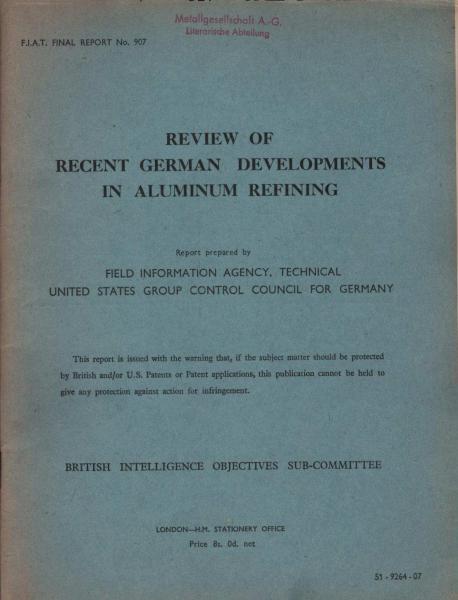 Metallgesellschaft A.-G.
Literarische Abteilung
F.I.A.T. FINAL REPORT No. 907
REVIEW OF
RECENT GERMAN DEVELOPMENTS
IN ALUMINUM REFINING
Report prepared by
FIELD INFORMATION AGENCY, TECHNICAL
UNITED STATES GROUP CONTROL COUNCIL FOR GERMANY
This report is issued with the warning that, if the subject matter should be protected
by British and/or U.S. Patents or Patent applications, this publication cannot be held to
give any protection against action for infringement.
BRITISH INTELLIGENCE OBJECTIVES SUB-COMMITTEE
LONDON—H.M. STATIONERY OFFICE
Price 8s. 0d. net
51 - 9264 - 07